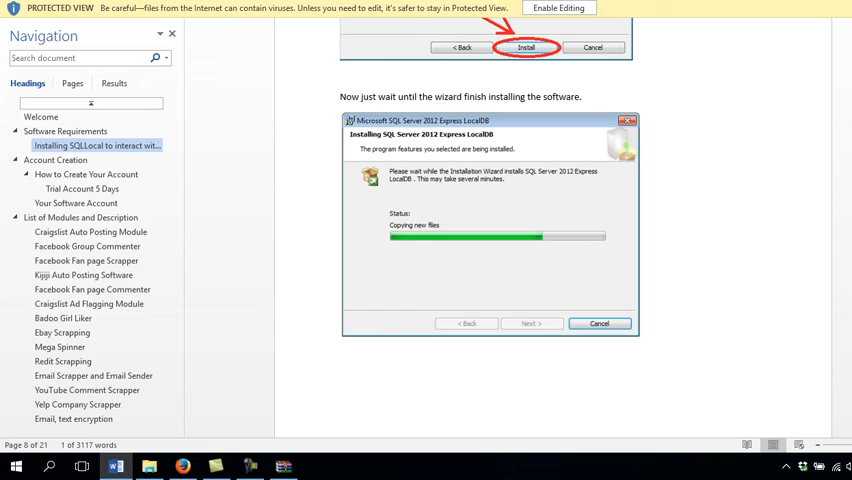 PROTECTED VIEW Be careful—files from the Internet can contain viruses. Unless you need to edit, it's safer to stay in Protected View. Enable Editing
Navigation
Search document
Headings Pages Results
Welcome
Software Requirements
Installing SQLLocal to interact wit...
Account Creation
How to Create Your Account
Trial Account 5 Days
Your Software Account
List of Modules and Description
Craigslist Auto Posting Module
Facebook Group Commenter
Facebook Fan page Scrapper
Kijiji Auto Posting Software
Facebook Fan page Commenter
Craigslist Ad Flagging Module
Badoo Girl Liker
Ebay Scrapping
Mega Spinner
Redit Scrapping
Email Scrapper and Email Sender
YouTube Comment Scrapper
Yelp Company Scrapper
Email, text encryption
< Back Install Cancel
Now just wait until the wizard finish installing the software.
Microsoft SQL Server 2012 Express LocalDB
Installing SQL Server 2012 Express LocalDB
The program features you selected are being installed.
Please wait while the Installation Wizard installs SQL Server 2012 Express
LocalDB . This may take several minutes.
Status:
Copying new files
< Back Next > Cancel
Page 8 of 21 1 of 3117 words